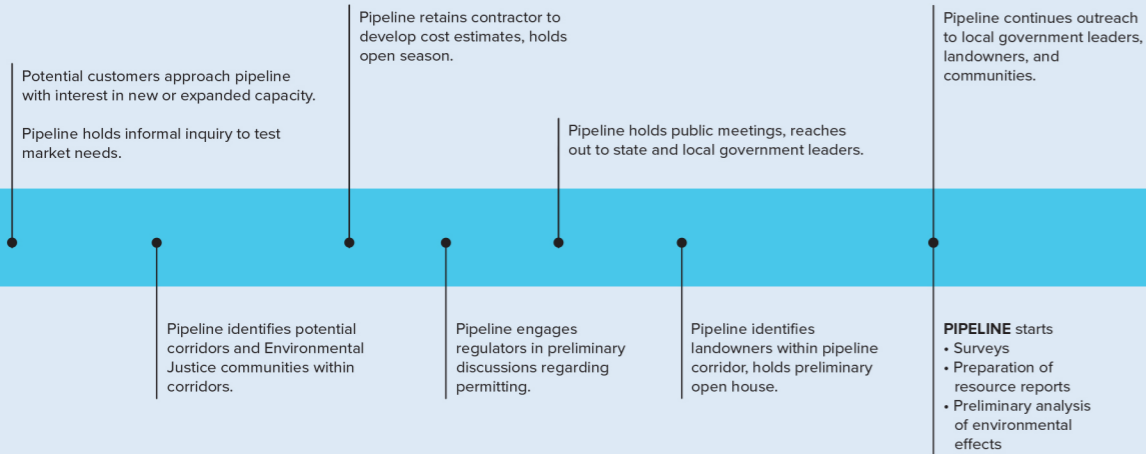 Potential customers approach pipeline
with interest in new or expanded capacity.
Pipeline holds informal inquiry to test
market needs.
Pipeline identifies potential
corridors and Environmental
Justice communities within
corridors.
Pipeline retains contractor to
develop cost estimates, holds
open season.
Pipeline engages
regulators in preliminary
discussions regarding
permitting.
Pipeline holds public meetings, reaches
out to state and local government leaders.
Pipeline identifies
landowners within pipeline
corridor, holds preliminary
open house.
Pipeline continues outreach
to local government leaders,
landowners, and
communities.
PIPELINE starts
• Surveys
• Preparation of
resource reports
• Preliminary analysis
of environmental
effects